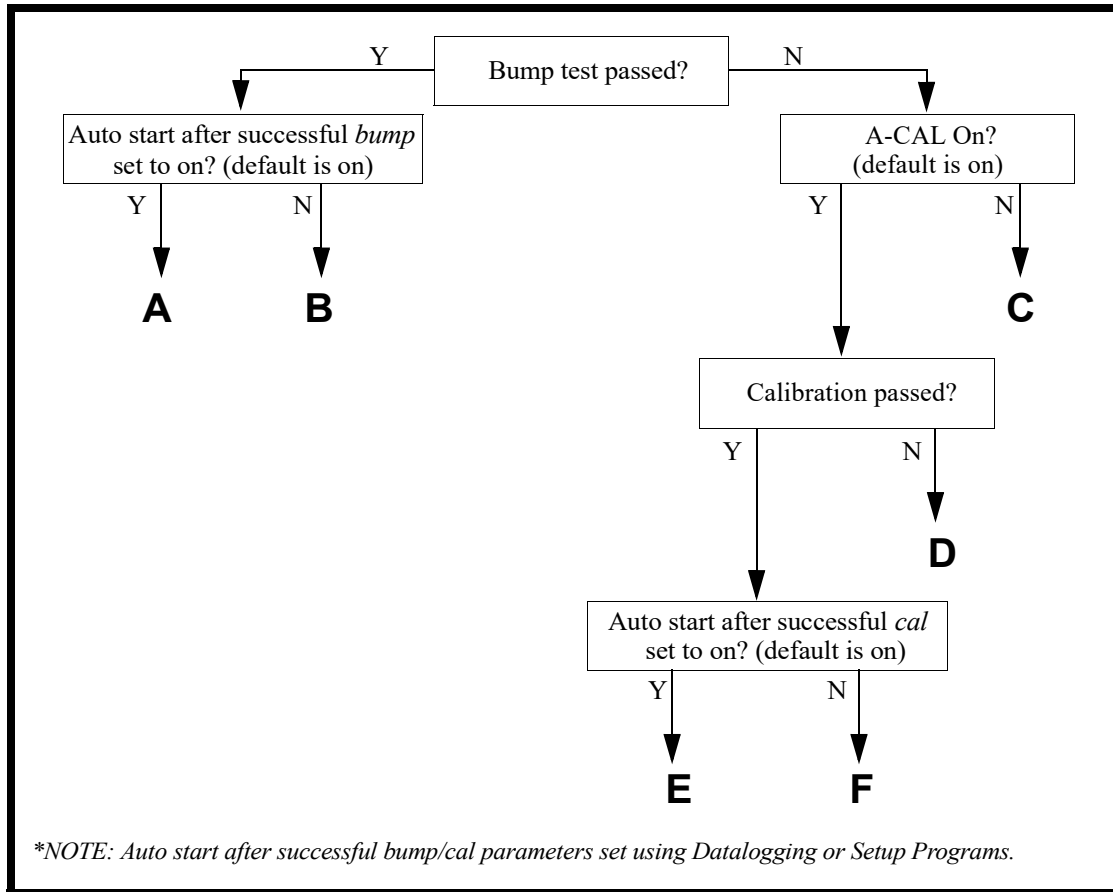 Y
Bump test passed?
N
Auto start after successful bump
set to on? (default is on)
A-CAL On?
(default is on)
Y
N
Y
N
A
B
C
Calibration passed?
Y
N
D
Auto start after successful cal
set to on? (default is on)
Y
N
E
F
*NOTE: Auto start after successful bump/cal parameters set using Datalogging or Setup Programs.